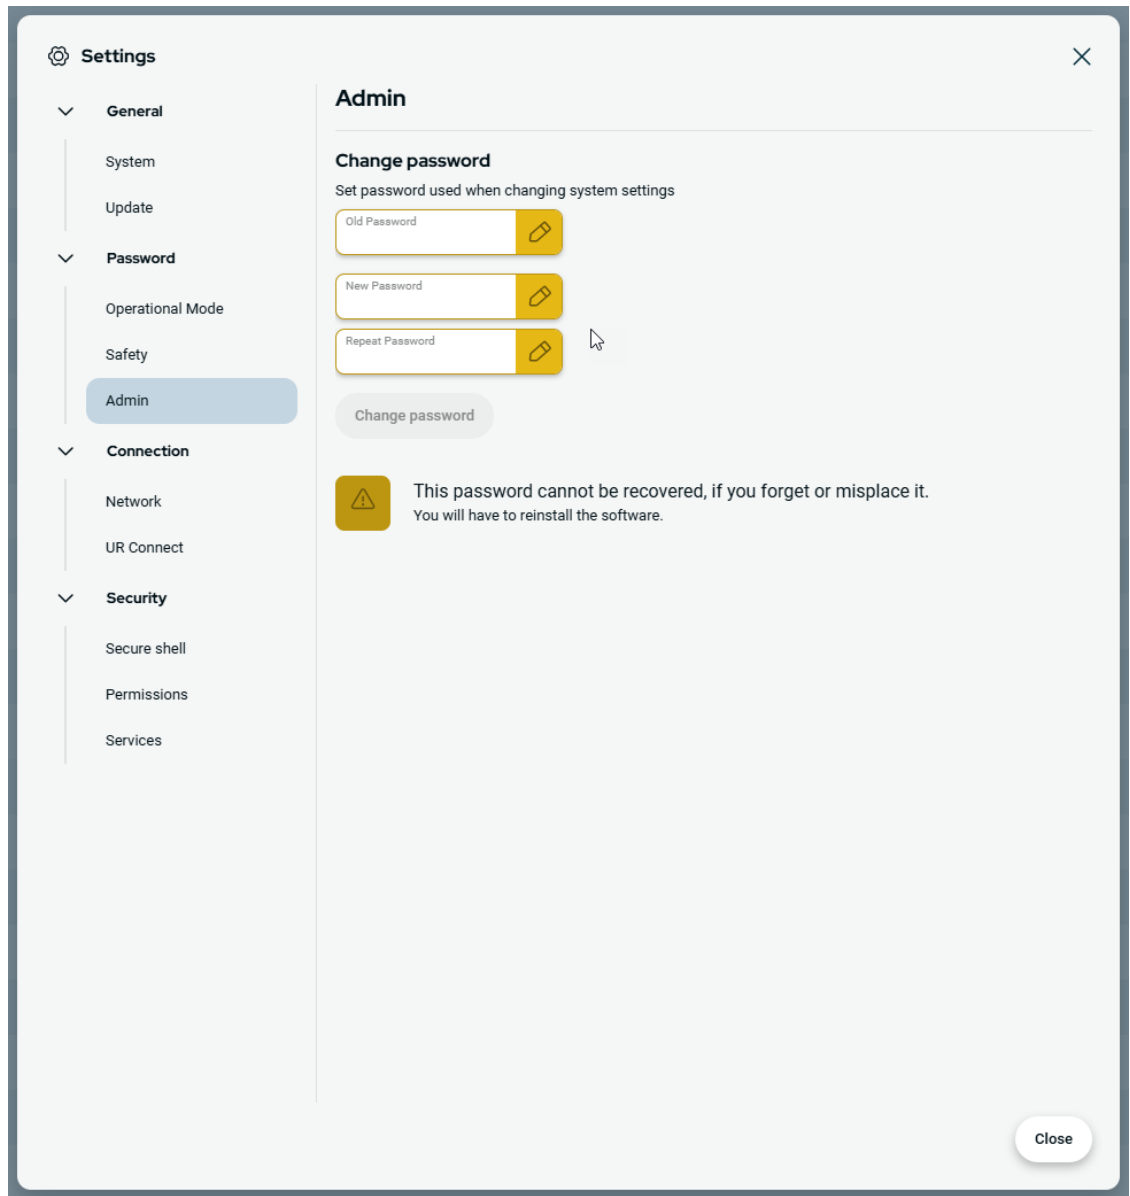 Settings
General
System
Update
Password
Operational Mode
Safety
Admin
Connection
Network
UR Connect
Security
Secure shell
Permissions
Services
Admin
Change password
Set password used when changing system settings
Old Password
New Password
Repeat Password
Change password
This password cannot be recovered, if you forget or misplace it.
You will have to reinstall the software.
Close